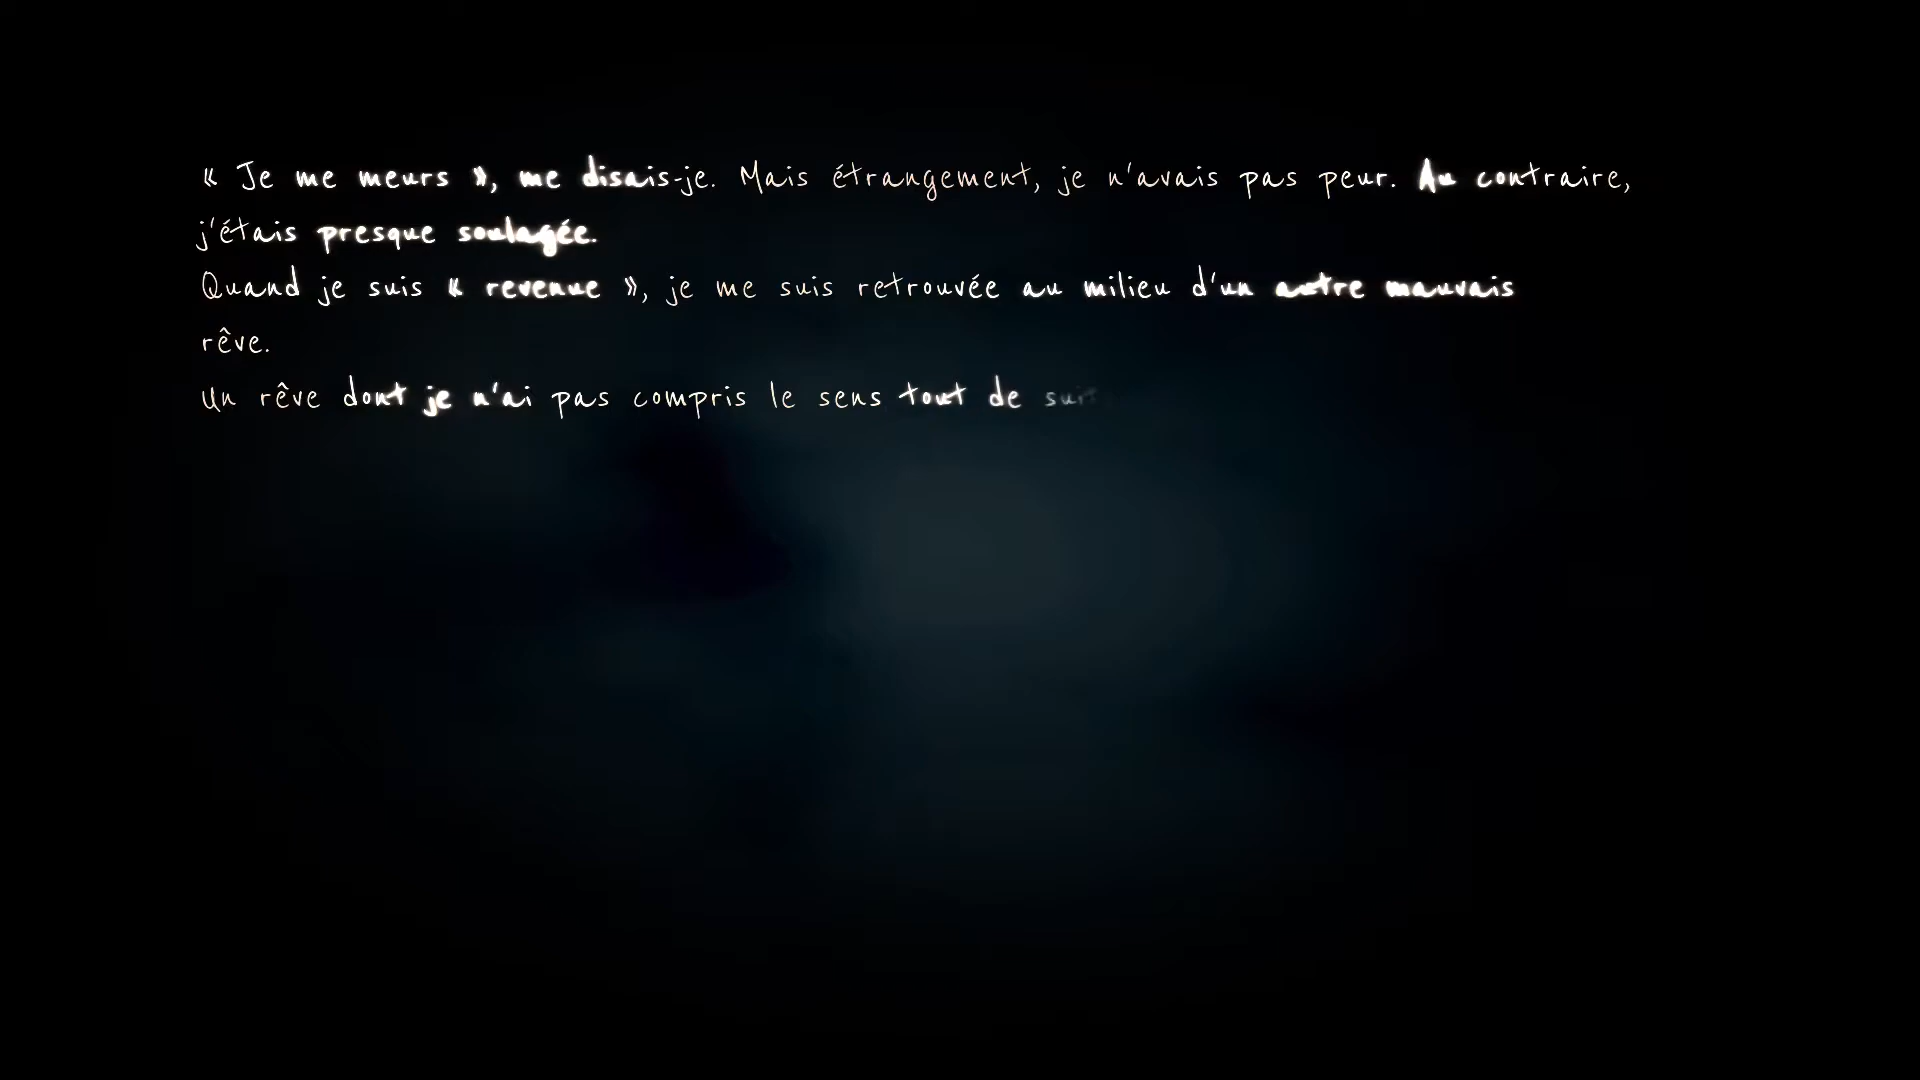 « Je me meurs », me disais-je. Mais étrangement, je n'avais pas peur. Au contraire,
j'étais presque soulagée.
Quand je suis « revenue », je me suis retrouvée au milieu d'un autre mauvais
rêve.
Un rêve dont je n'ai pas compris le sens tout de suit